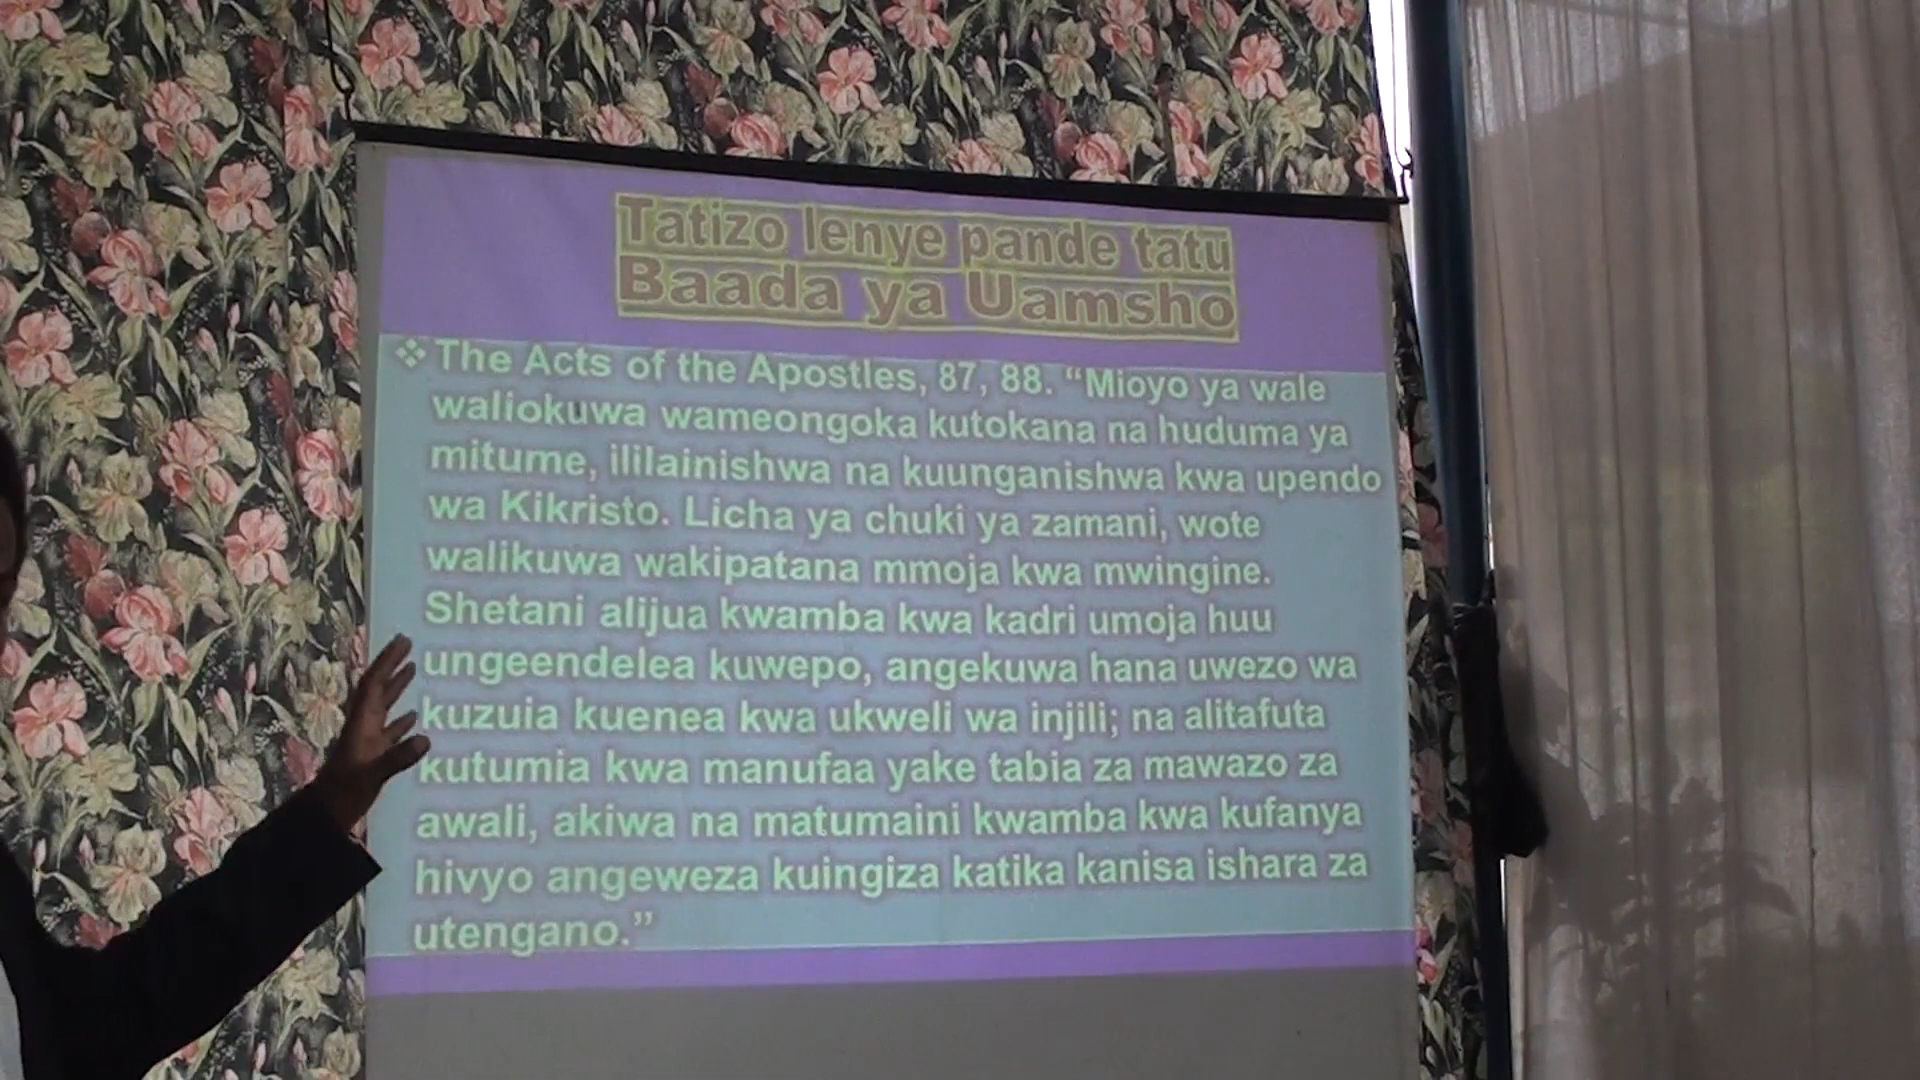 Tatizo lenye pande tatu
Baada ya Uamsho
❖ The Acts of the Apostles, 87, 88. “Mioyo ya wale
waliokuwa wameongoka kutokana na huduma ya
mitume, ililainishwa na kuunganishwa kwa upendo
wa Kikristo. Licha ya chuki ya zamani, wote
walikuwa wakipatana mmoja kwa mwingine.
Shetani alijua kwamba kwa kadri umoja huu
ungeendelea kuwepo, angekuwa hana uwezo wa
kuzuia kuenea kwa ukweli wa injili; na alitafuta
kutumia kwa manufaa yake tabia za mawazo za
awali, akiwa na matumaini kwamba kwa kufanya
hivyo angeweza kuingiza katika kanisa ishara za
utengano.”